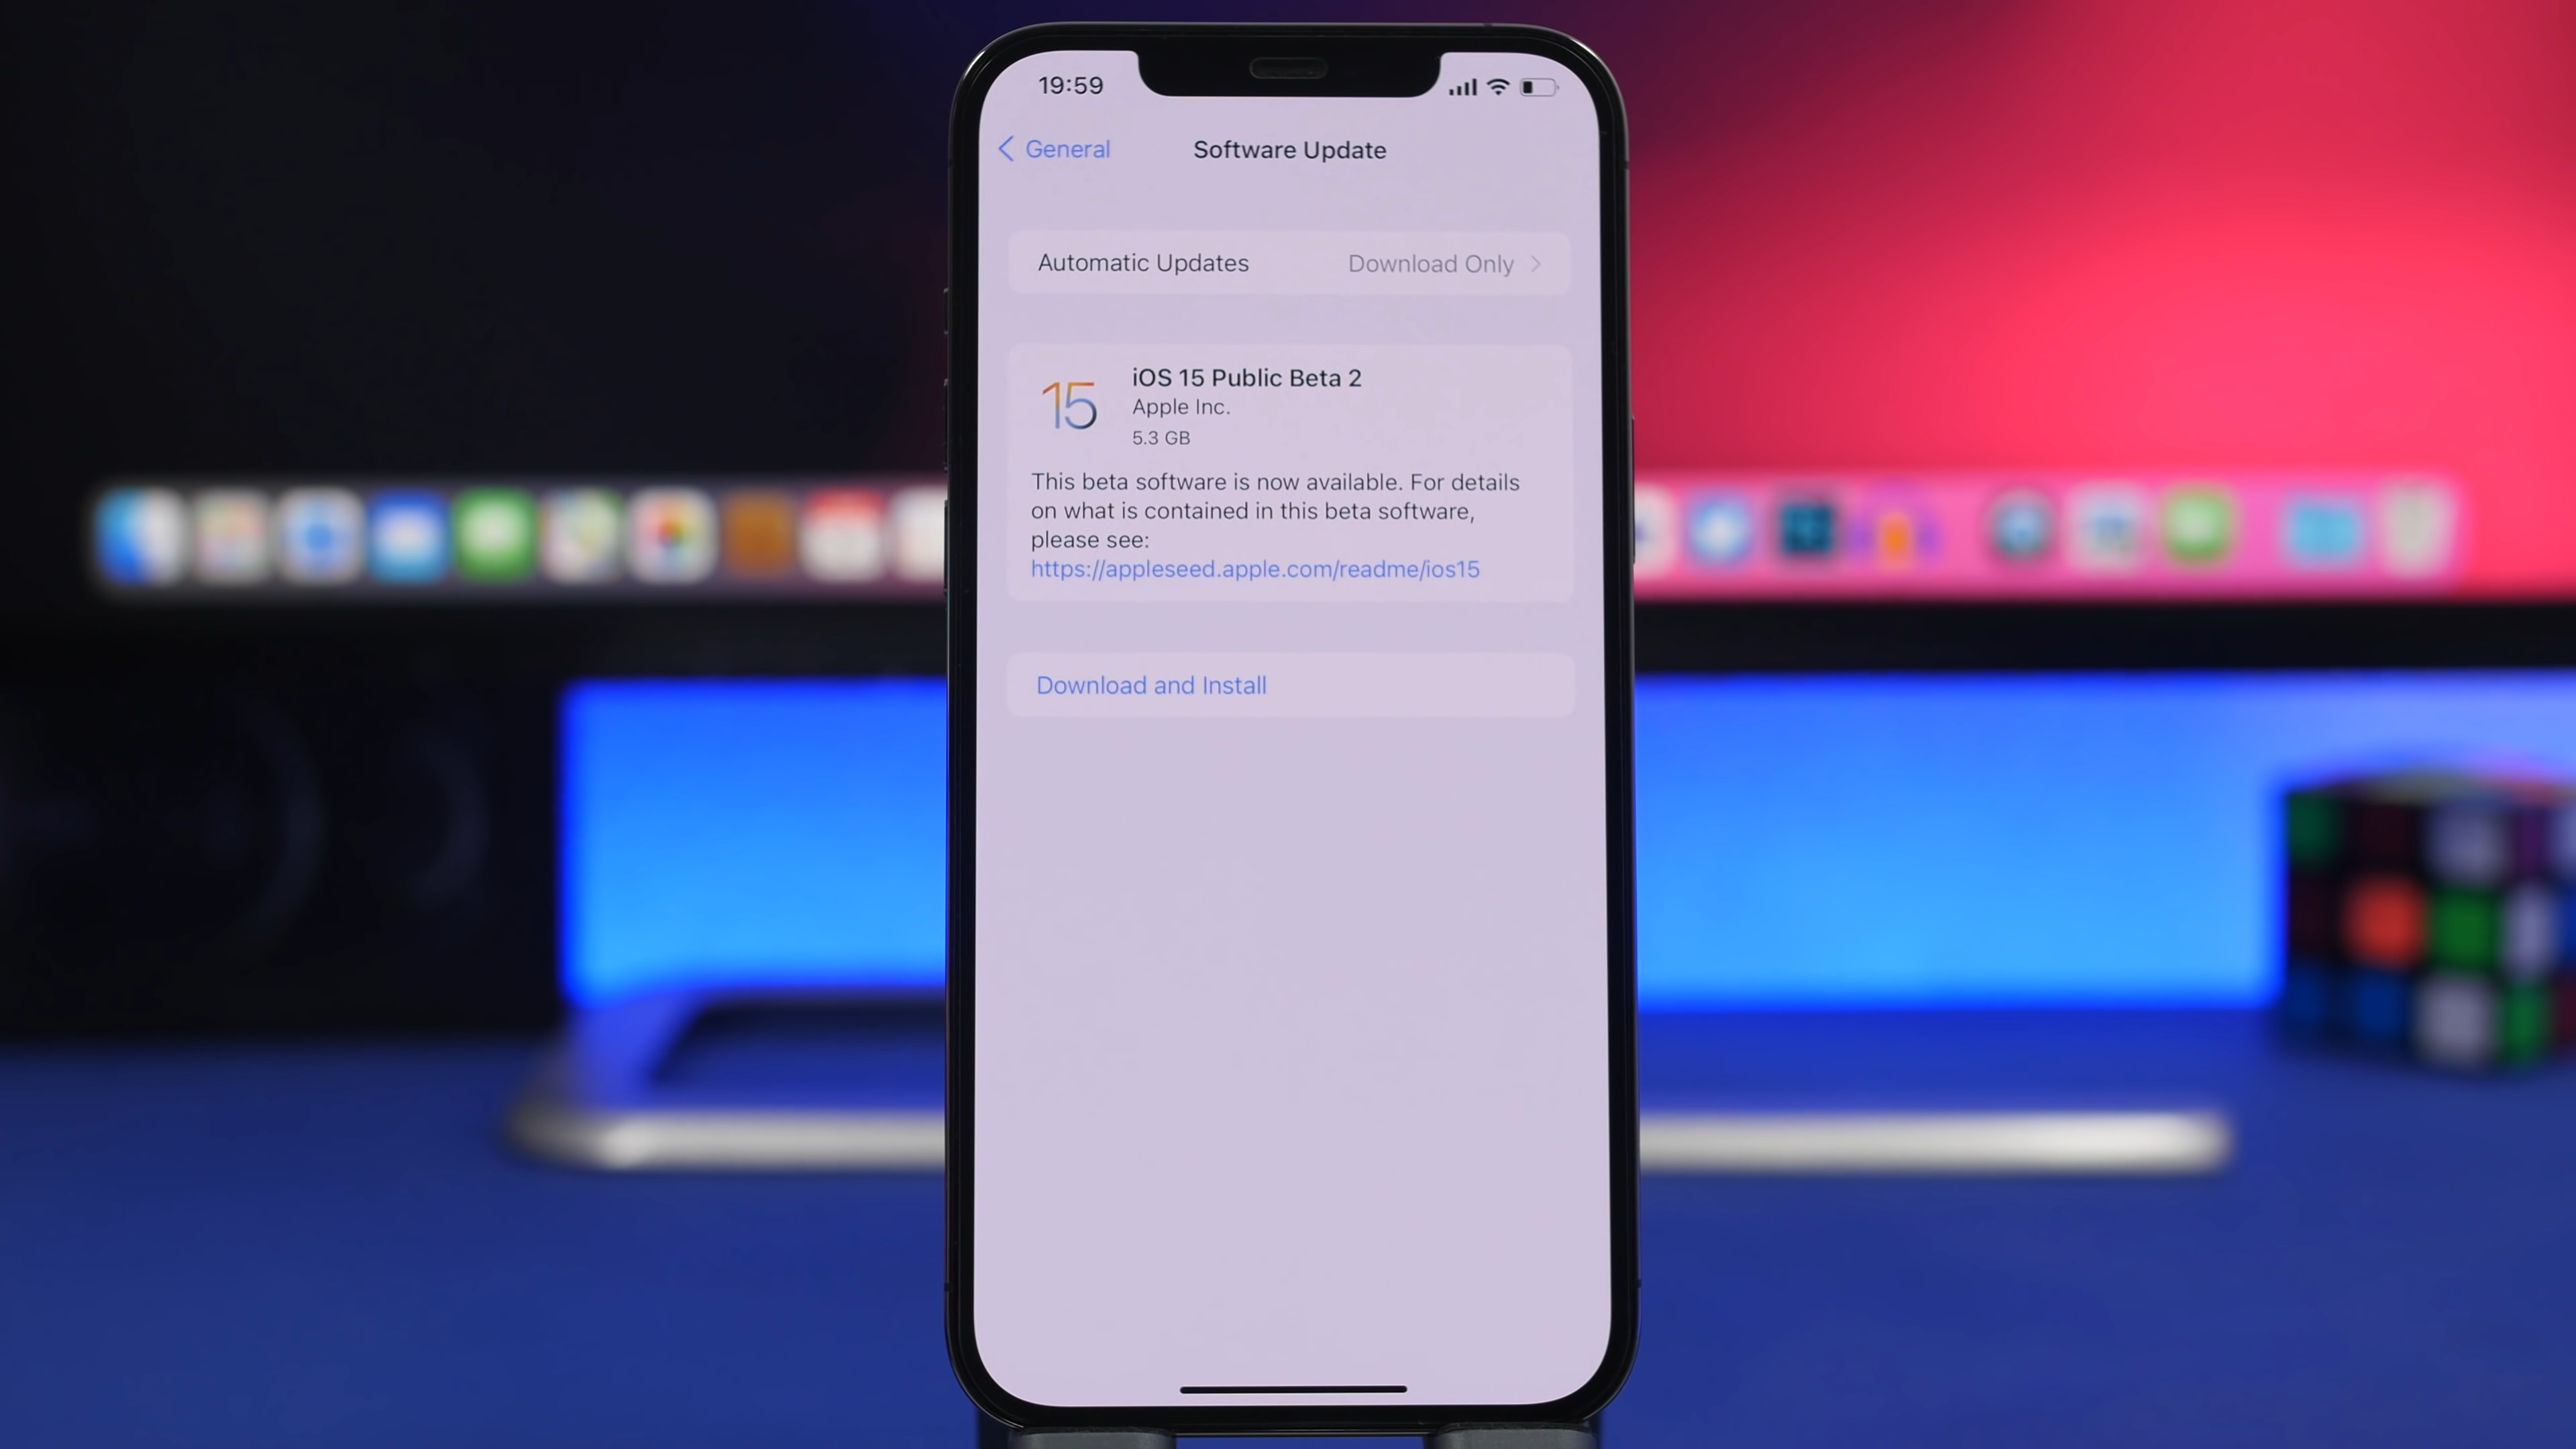 19:59
General
Software Update
Automatic Updates
Download Only
15
iOS 15 Public Beta 2
Apple Inc.
5.3 GB
This beta software is now available. For details
on what is contained in this beta software,
please see:
https://appleseed.apple.com/readme/ios15
Download and Install